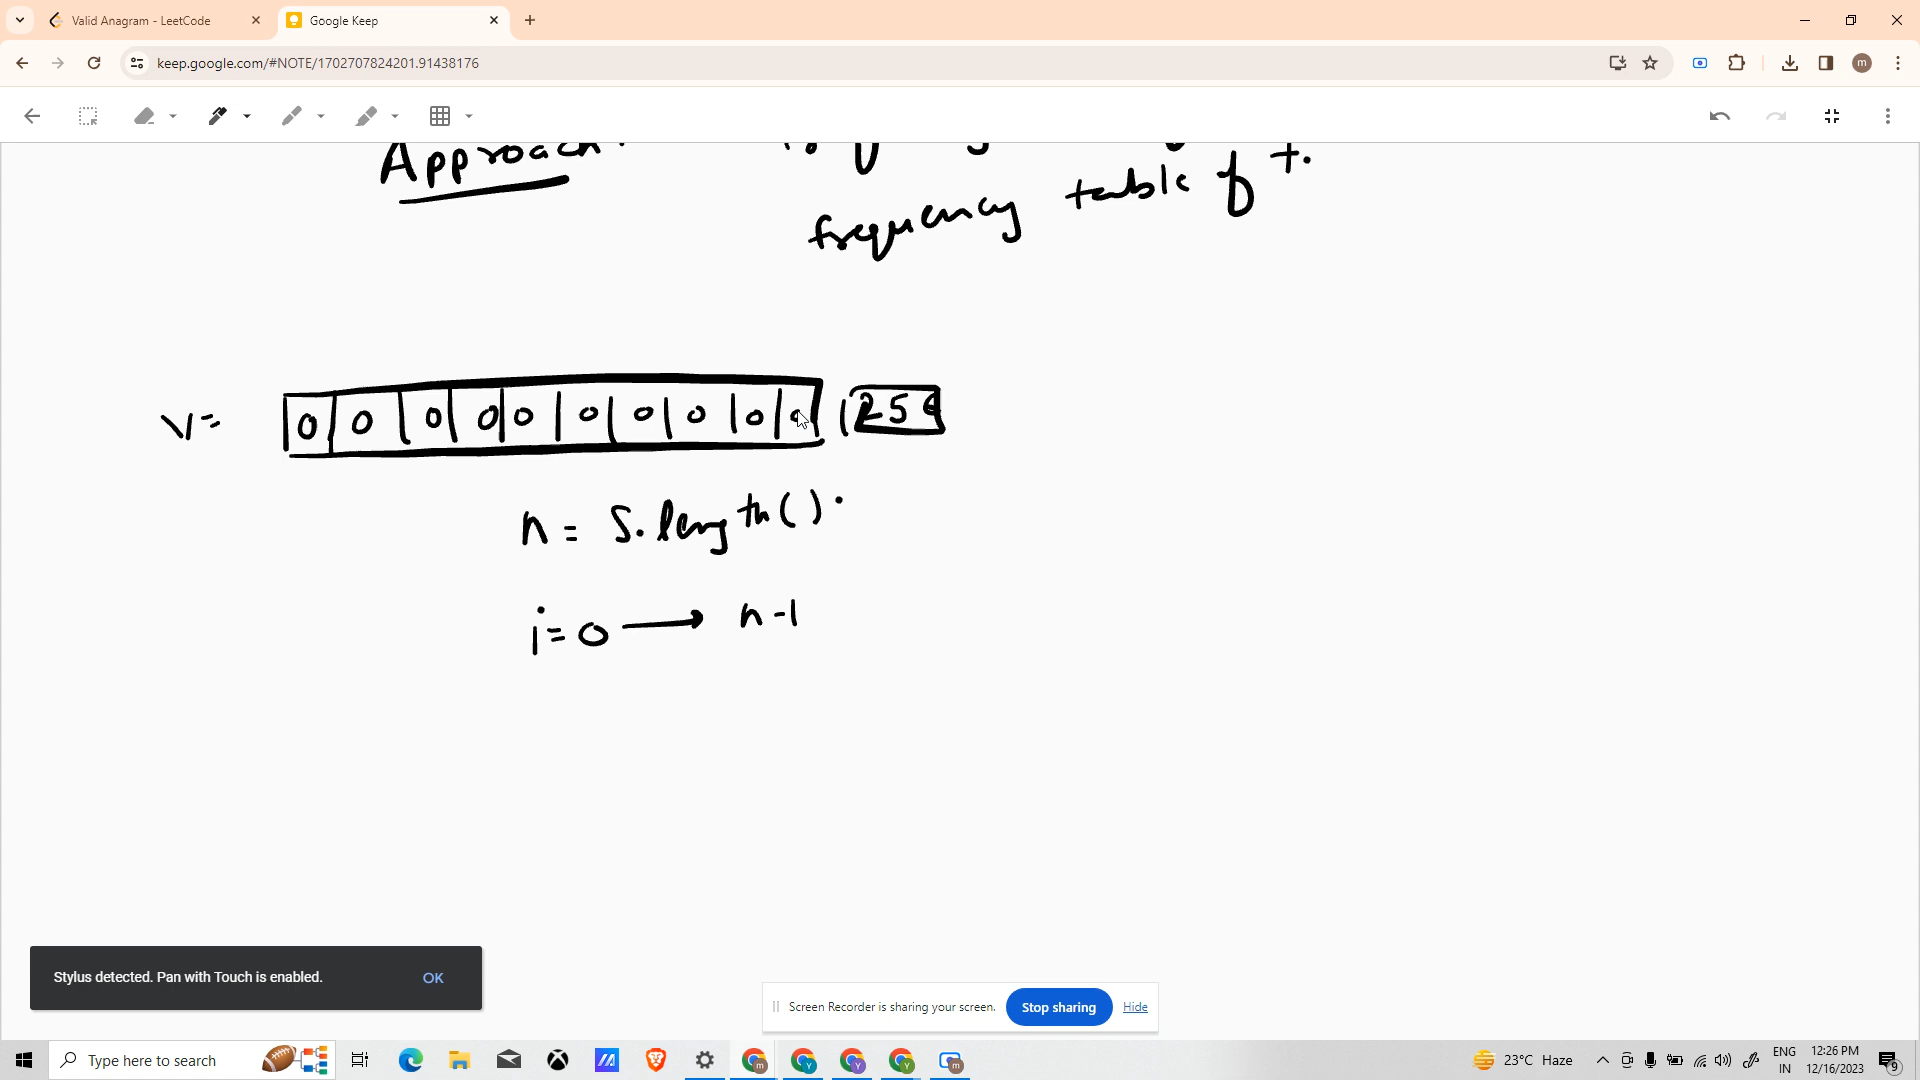 Valid Anagram - LeetCode
Google Keep
keep.google.com/#NOTE/1702707824201.91438176
m
Approach.
t.
frequency table of
V= 0 0 0 0 0 0 0 0 0 0 256
n = S.length()
i=0 → n-1
Stylus detected. Pan with Touch is enabled. OK
Screen Recorder is sharing your screen. Stop sharing Hide
Type here to search
23°C Haze
ENG
IN
12:26 PM
12/16/2023
9